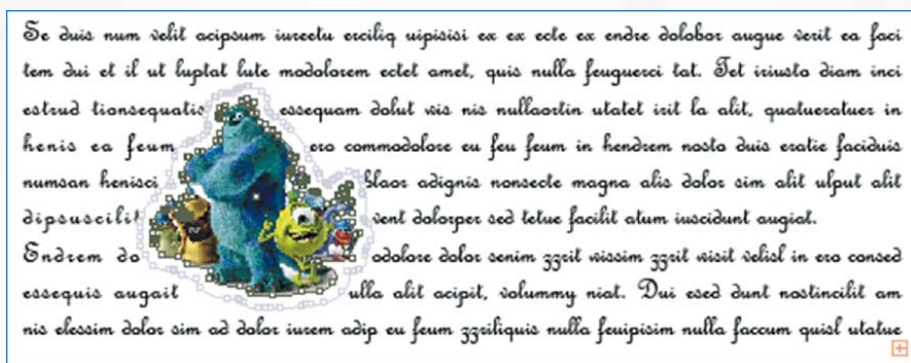 Se duis num velit acipsum iureetu erciliq uipisisi ex ex ecte ex endre dolobor augue verit ea faci
tem dui et il ut luptat lute modolorem ectet amet, quis nulla feuguerci tat. Tet iriusto diam inci
estrud tionsequatis essequam dolut wis nis nullaortin utatet irit la alit, quatueratuer in
henis ea feum ero commodolore eu feu feum in hendrem nosto duis eratie faciduis
numsan henisci blaor adignis nonsecte magna alis dolor sim alit ulput alit
dipsuscilit vent dolorper sed tetue facilit atum iuscidunt augiat.
Endrem do odolore dolor senim zzrit wissim zzrit wisit velisl in ero consed
essequis augait ulla alit acipit, volummy niat. Dui esed dunt nostincilit am
nis elessim dolor sim ad dolor iurem adip eu feum zzriliquis nulla feuipisim nulla faccum quisl utatue